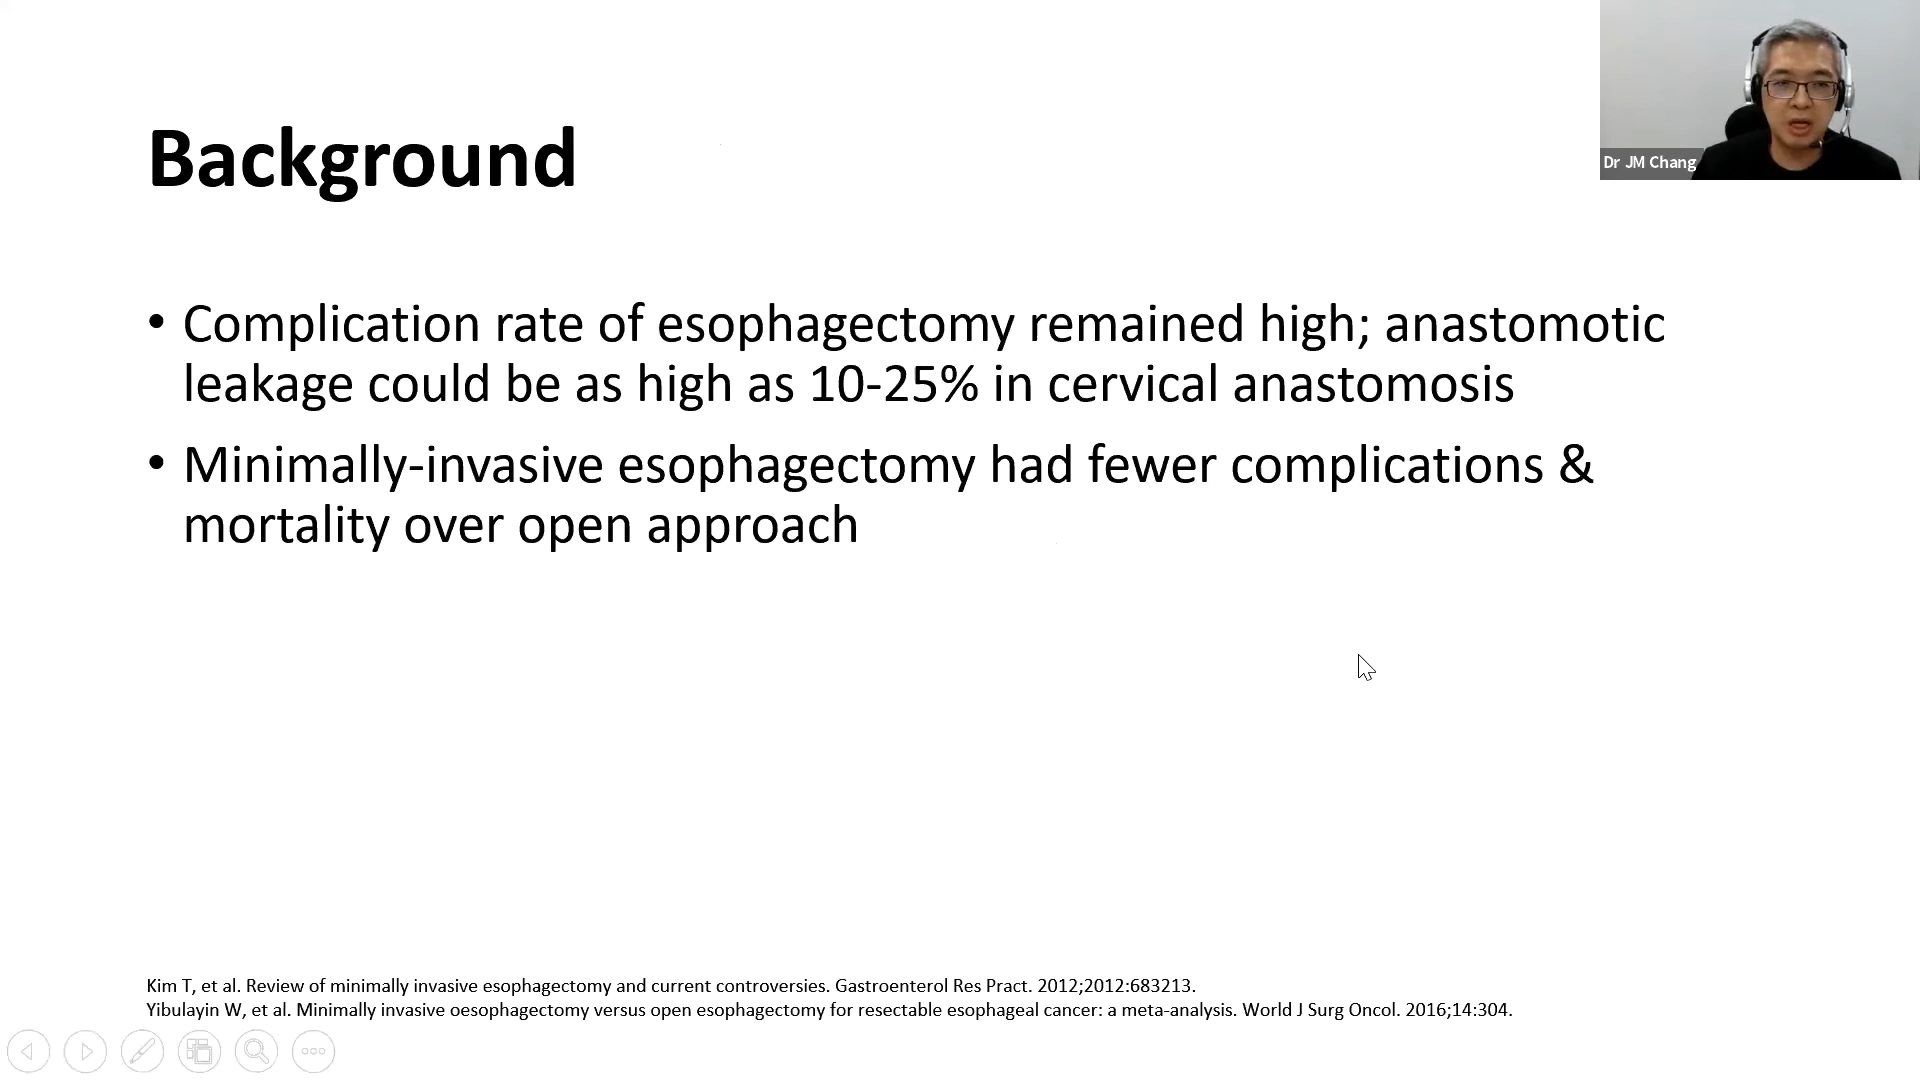 Dr JM Chang
Background
• Complication rate of esophagectomy remained high; anastomotic
leakage could be as high as 10-25% in cervical anastomosis
• Minimally-invasive esophagectomy had fewer complications &
mortality over open approach
Kim T, et al. Review of minimally invasive esophagectomy and current controversies. Gastroenterol Res Pract. 2012;2012:683213.
Yibulayin W, et al. Minimally invasive oesophagectomy versus open esophagectomy for resectable esophageal cancer: a meta-analysis. World J Surg Oncol. 2016;14:304.